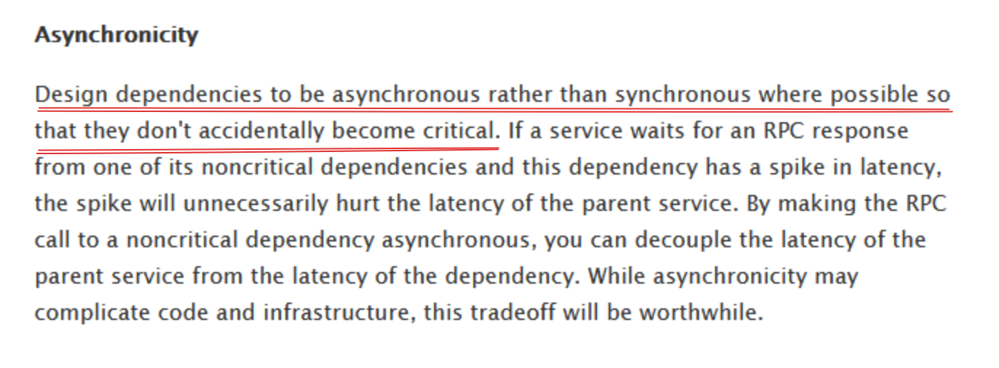 Asynchronicity
Design dependencies to be asynchronous rather than synchronous where possible so
that they don't accidentally become critical. If a service waits for an RPC response
from one of its noncritical dependencies and this dependency has a spike in latency,
the spike will unnecessarily hurt the latency of the parent service. By making the RPC
call to a noncritical dependency asynchronous, you can decouple the latency of the
parent service from the latency of the dependency. While asynchronicity may
complicate code and infrastructure, this tradeoff will be worthwhile.